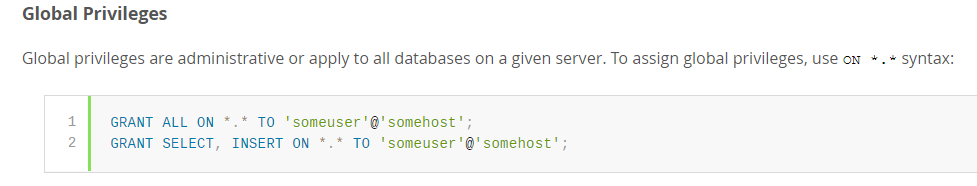 Global Privileges
Global privileges are administrative or apply to all databases on a given server. To assign global privileges, use ON *.* syntax:
1 GRANT ALL ON *.* TO 'someuser'@'somehost';
2 GRANT SELECT, INSERT ON *.* TO 'someuser'@'somehost';